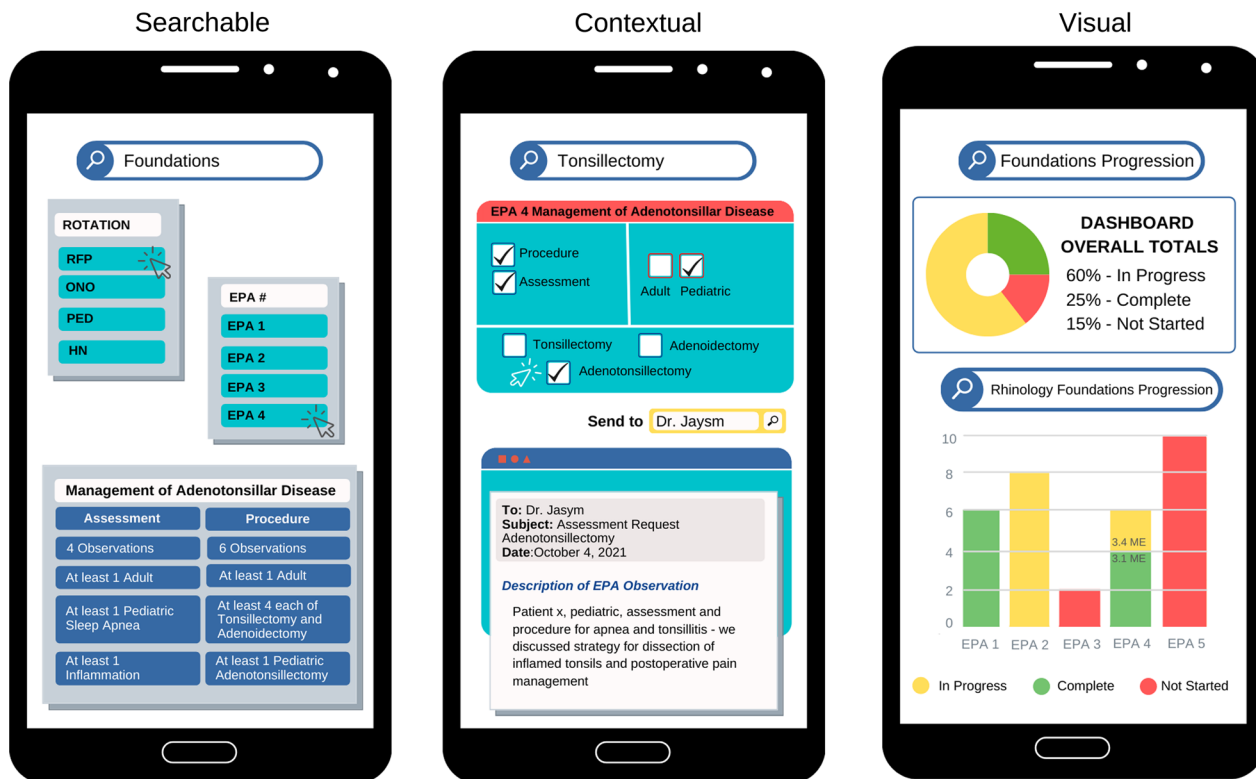 Searchable
Foundations
ROTATION
RFP
ONO
PED
HN
EPA #
EPA 1
EPA 2
EPA 3
EPA 4
Management of Adenotonsillar Disease
Assessment
Procedure
4 Observations
6 Observations
At least 1 Adult
At least 1 Adult
At least 1 Pediatric
Sleep Apnea
At least 4 each of
Tonsillectomy and
Adenoidectomy
At least 1
Inflammation
At least 1 Pediatric
Adenotonsillectomy
Contextual
Tonsillectomy
EPA 4 Management of Adenotonsillar Disease
Procedure
Assessment
Adult
Pediatric
Tonsillectomy
Adenoidectomy
Adenotonsillectomy
Send to
Dr. Jaysm
To: Dr. Jasym
Subject: Assessment Request
Adenotonsillectomy
Date:October 4, 2021
Description of EPA Observation
Patient x, pediatric, assessment and
procedure for apnea and tonsillitis - we
discussed strategy for dissection of
inflamed tonsils and postoperative pain
management
Visual
Foundations Progression
DASHBOARD
OVERALL TOTALS
60% - In Progress
25% - Complete
15% - Not Started
Rhinology Foundations Progression
10
8
6
4
2
0
3.4 ME
3.1 ME
EPA 1
EPA 2
EPA 3
EPA 4
EPA 5
In Progress
Complete
Not Started